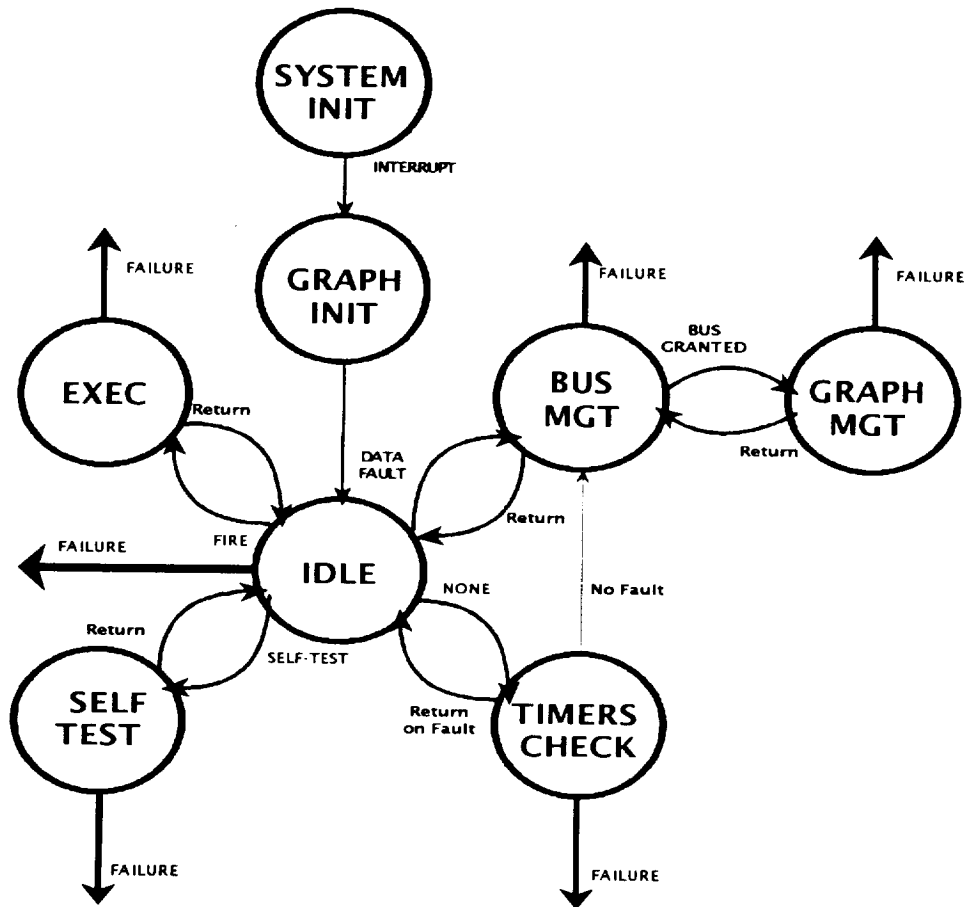 SYSTEM
INIT
INTERRUPT
GRAPH
INIT
FAILURE
FAILURE
FAILURE
BUS
GRANTED
EXEC
BUS
MGT
GRAPH
MGT
Return
Return
DATA
FAULT
Return
FIRE
FAILURE
IDLE
NONE
No Fault
Return
SELF-TEST
SELF
TEST
Return
on Fault
TIMERS
CHECK
FAILURE
FAILURE